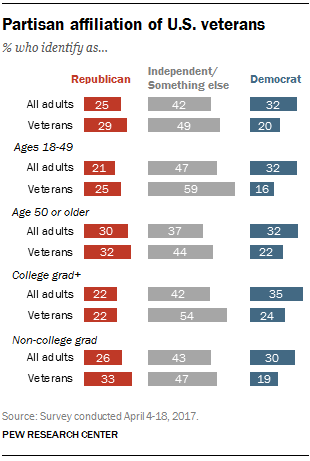 Partisan affiliation of U.S. veterans
% who identify as...
Republican Independent/ Something else Democrat
All adults 25 42 32
Veterans 29 49 20
Ages 18-49
All adults 21 47 32
Veterans 25 59 16
Age 50 or older
All adults 30 37 32
Veterans 32 44 22
College grad+
All adults 22 42 35
Veterans 22 54 24
Non-college grad
All adults 26 43 30
Veterans 33 47 19
Source: Survey conducted April 4-18, 2017.
PEW RESEARCH CENTER